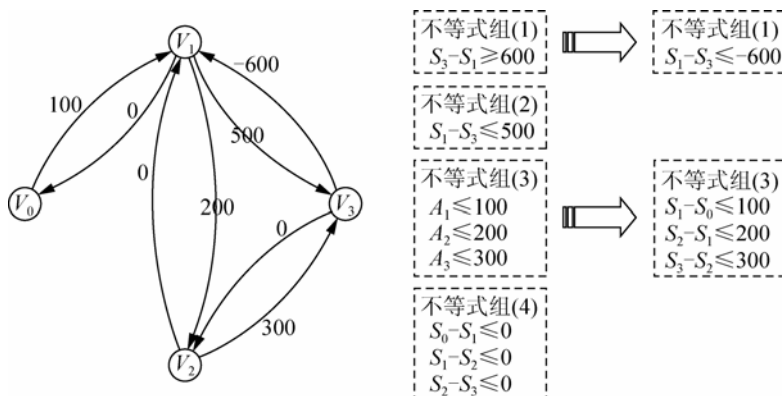 V₁
−600
100
0
500
0
200
V₀
V₃
0
300
V₂
不等式组(1)
S₃−S₁≥600
不等式组(1)
S₁−S₃≤−600
不等式组(2)
S₁−S₃≤500
不等式组(3)
A₁≤100
A₂≤200
A₃≤300
不等式组(3)
S₁−S₀≤100
S₂−S₁≤200
S₃−S₂≤300
不等式组(4)
S₀−S₁≤0
S₁−S₂≤0
S₂−S₃≤0